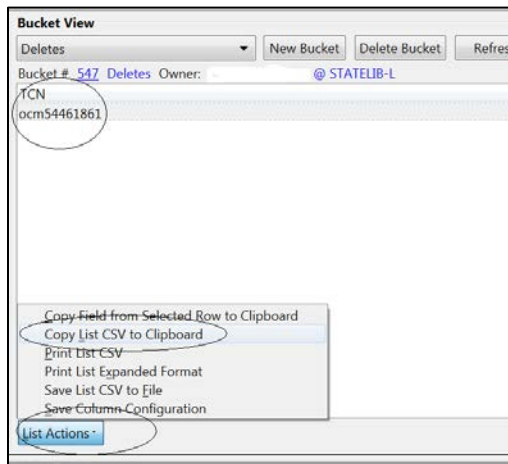 Bucket View
Deletes New Bucket Delete Bucket Refres
Bucket # 547 Deletes Owner: @ STATELIB-L
TCN
ocm54461861
Copy Field from Selected Row to Clipboard
Copy List CSV to Clipboard
Print List CSV
Print List Expanded Format
Save List CSV to File
Save Column Configuration
List Actions